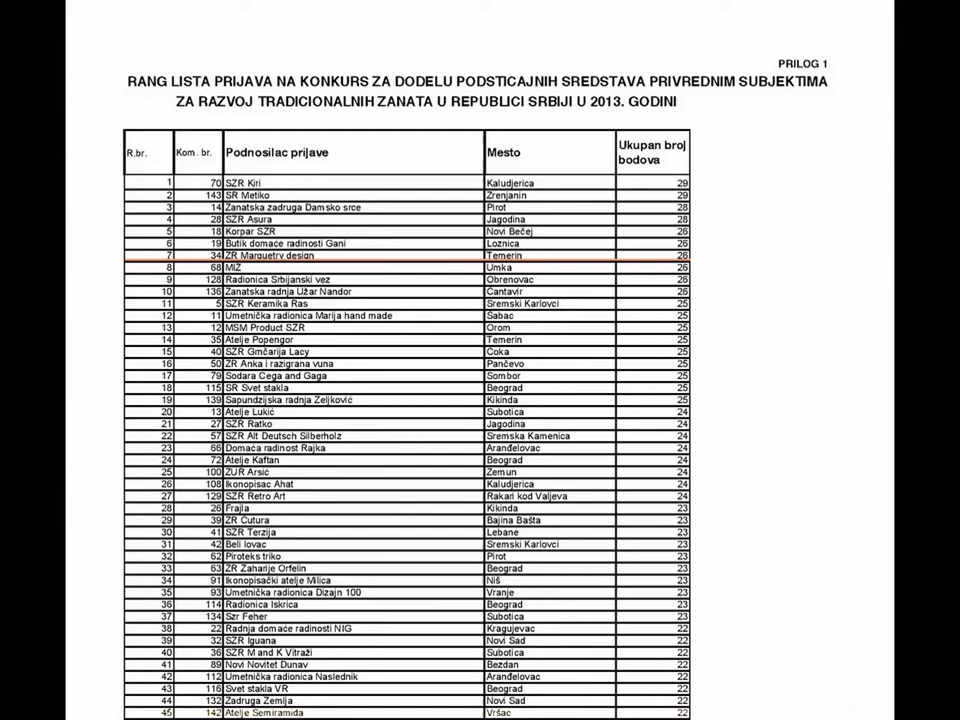 PRILOG 1
RANG LISTA PRIJAVA NA KONKURS ZA DODELU PODSTICAJNIH SREDSTAVA PRIVREDNIM SUBJEKTIMA
ZA RAZVOJ TRADICIONALNIH ZANATA U REPUBLICI SRBIJI U 2013. GODINI
R.br. Kom. br. Podnosilac prijave Mesto Ukupan broj bodova
1 70 SZR Kiri Kaludjerica 29
2 143 SR Metiko Zrenjanin 29
3 14 Zanatska zadruga Damsko srce Pirot 28
4 28 SZR Asura Jagodina 28
5 18 Korpar SZR Novi Bečej 26
6 19 Butik domaće radinosti Gani Loznica 26
7 34 ZR Marquetry design Temerin 26
8 68 MIZ Umka 26
9 128 Radionica Srbijanski vez Obrenovac 26
10 136 Zanatska radnja Užar Nandor Čantavir 26
11 5 SZR Keramika Ras Sremski Karlovci 25
12 11 Umetnička radionica Marija hand made Šabac 25
13 12 MSM Product SZR Orom 25
14 35 Atelje Popengor Temerin 25
15 40 SZR Grnčarija Lacy Čoka 25
16 50 ZR Anka i razigrana vuna Pančevo 25
17 79 Sodara Cega and Gaga Sombor 25
18 115 SR Svet stakla Beograd 25
19 139 Sapundzijska radnja Zeljković Kikinda 25
20 13 Atelje Lukić Subotica 24
21 27 SZR Ratko Jagodina 24
22 57 SZR Alt Deutsch Silberholz Sremska Kamenica 24
23 66 Domaća radinost Rajka Aranđelovac 24
24 72 Atelje Kaftan Beograd 24
25 100 ZUR Arsić Zemun 24
26 108 Ikonopisac Ahat Kaludjerica 24
27 129 SZR Retro Art Rakari kod Valjeva 24
28 26 Frajla Kikinda 23
29 39 ZR Čutura Bajina Bašta 23
30 41 SZR Terzija Lebane 23
31 42 Beli lovac Sremski Karlovci 23
32 62 Piroteks triko Pirot 23
33 63 ZR Zaharije Orfelin Beograd 23
34 91 Ikonopisački atelje Milica Niš 23
35 93 Umetnička radionica Dizajn 100 Vranje 23
36 114 Radionica Iskrica Beograd 23
37 134 Szr Feher Subotica 23
38 22 Radnja domaće radinosti NIG Kragujevac 22
39 32 SZR Iguana Novi Sad 22
40 36 SZR M and K Vitraži Subotica 22
41 89 Novi Novitet Dunav Bezdan 22
42 112 Umetnička radionica Naslednik Aranđelovac 22
43 116 Svet stakla VR Beograd 22
44 132 Zadruga Zemlja Novi Sad 22
45 142 Atelje Semiramida Vršac 22